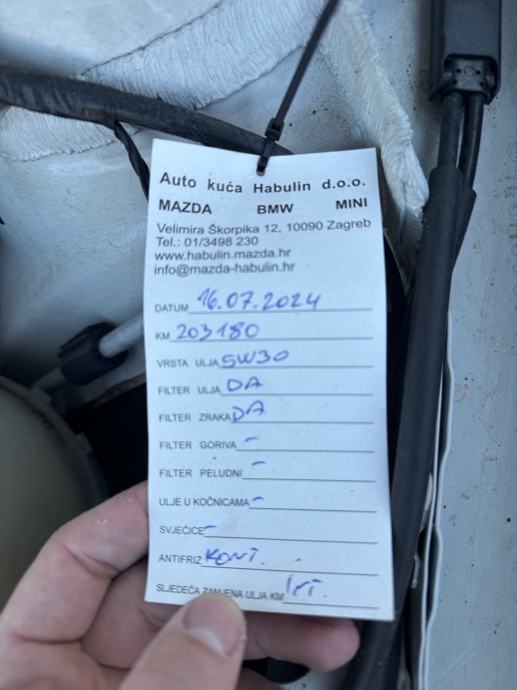 Auto kuća Habulin d.o.o.
MAZDA BMW MINI
Velimira Škorpika 12, 10090 Zagreb
Tel.: 01/3498 230
www.habulin.mazda.hr
info@mazda-habulin.hr
DATUM 16.07.2024
KM 203180
VRSTA ULJA 5W30
FILTER ULJA DA
FILTER ZRAKA DA
FILTER GORIVA -
FILTER PELUDNI -
ULJE U KOČNICAMA -
SVJEĆICE -
ANTIFRIZ KONT.
SLJEDEĆA ZAMJENA ULJA KM INT.